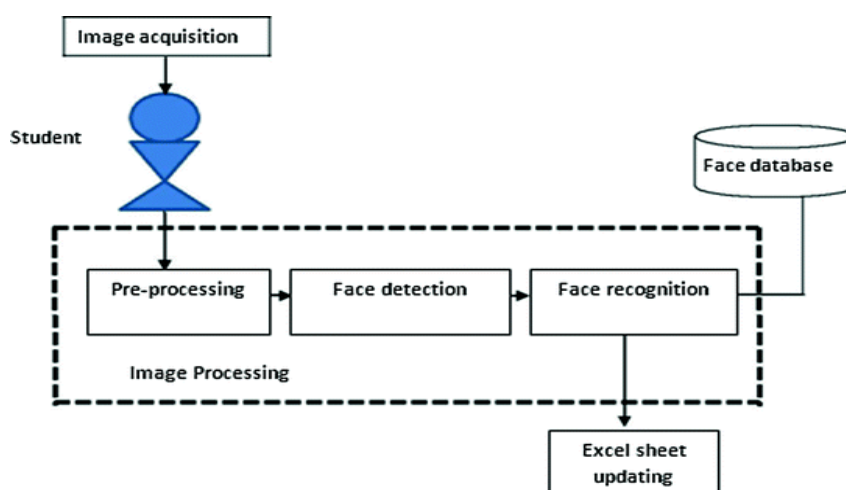 Image acquisition
Student
Face database
Pre-processing
Face detection
Face recognition
Image Processing
Excel sheet
updating